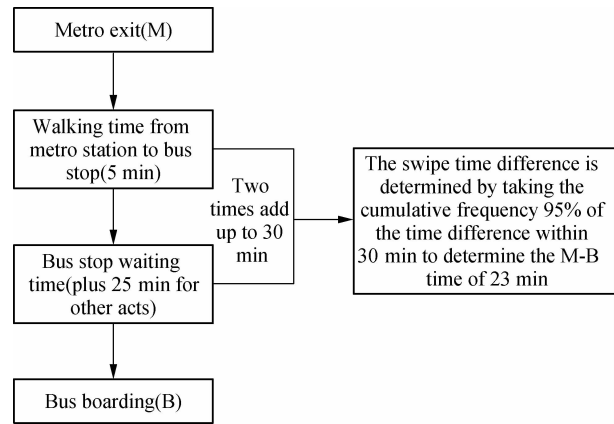 Metro exit(M)
Walking time from
metro station to bus
stop(5 min)
Two
times add
up to 30
min
The swipe time difference is
determined by taking the
cumulative frequency 95% of
the time difference within
30 min to determine the M-B
time of 23 min
Bus stop waiting
time(plus 25 min for
other acts)
Bus boarding(B)